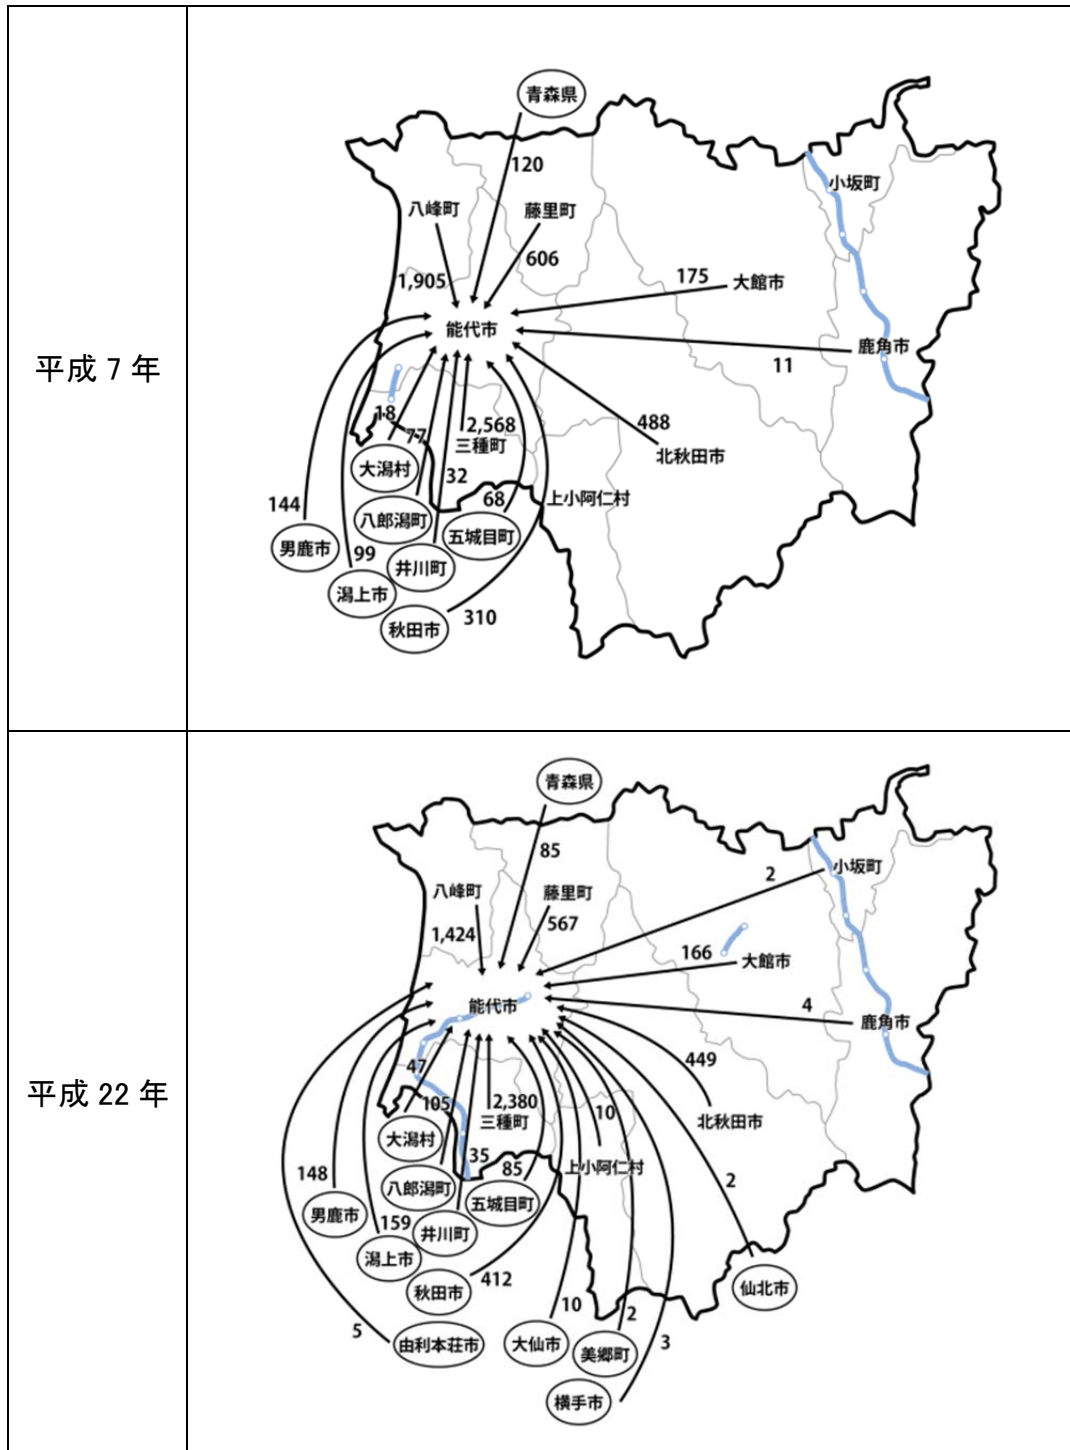 平成 7 年
青森県
120
八峰町
藤里町
606
1,905
小坂町
175
大館市
能代市
鹿角市
11
18
77
2,568
三種町
488
北秋田市
大潟村
32
68
上小阿仁村
144
八郎潟町
五城目町
男鹿市
99
井川町
潟上市
310
秋田市
平成 22 年
青森県
85
2
小坂町
八峰町
藤里町
567
1,424
166
大館市
能代市
4
鹿角市
47
449
105
2,380
三種町
10
北秋田市
大潟村
35
85
上小阿仁村
148
八郎潟町
五城目町
2
男鹿市
159
井川町
潟上市
412
秋田市
仙北市
10
2
5
由利本荘市
大仙市
美郷町
3
横手市